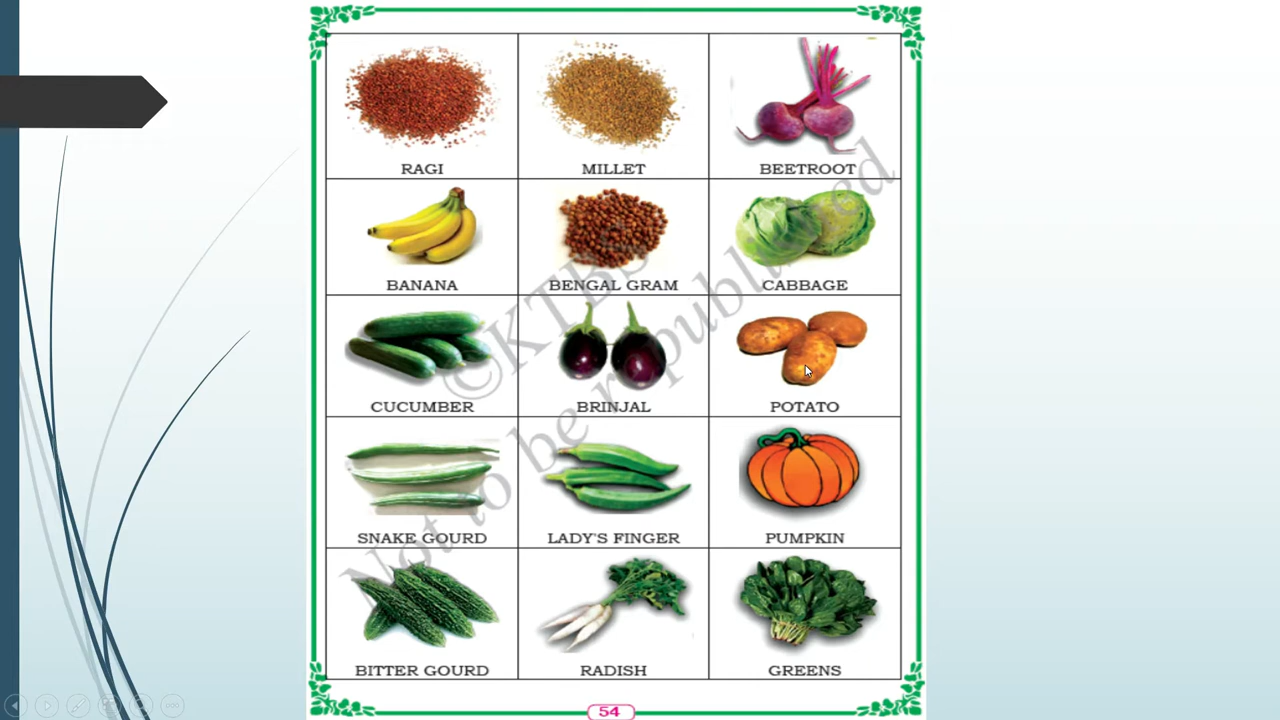 RAGI
MILLET
BEETROOT
BANANA
BENGAL GRAM
CABBAGE
CUCUMBER
BRINJAL
POTATO
SNAKE GOURD
LADY'S FINGER
PUMPKIN
BITTER GOURD
RADISH
GREENS
©KTBS
Not to be republished
54